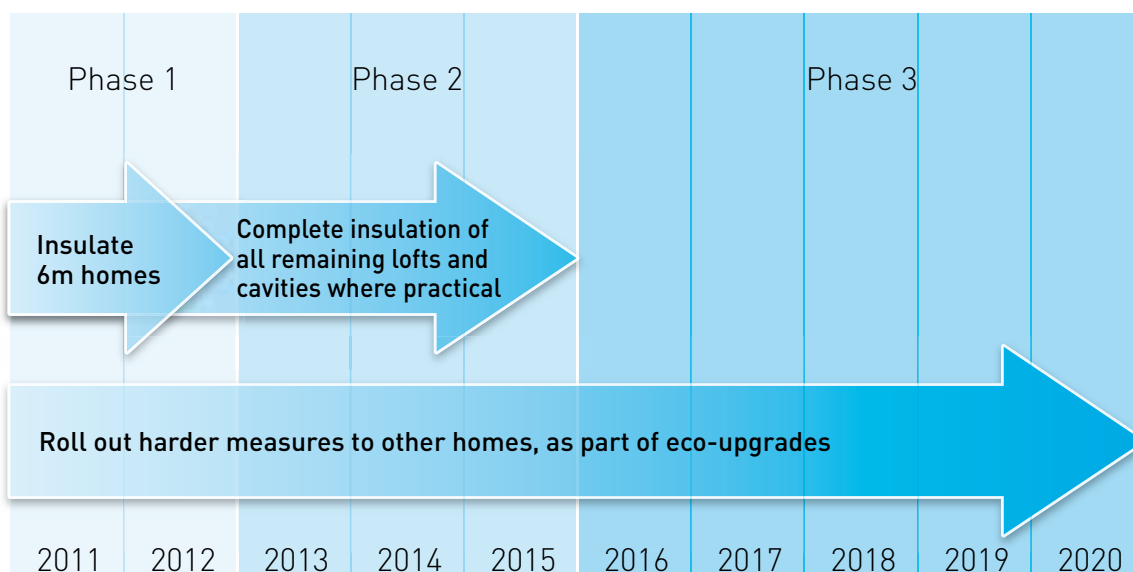 Phase 1
Phase 2
Phase 3
Insulate
6m homes
Complete insulation of
all remaining lofts and
cavities where practical
Roll out harder measures to other homes, as part of eco-upgrades
2011 2012 2013 2014 2015 2016 2017 2018 2019 2020